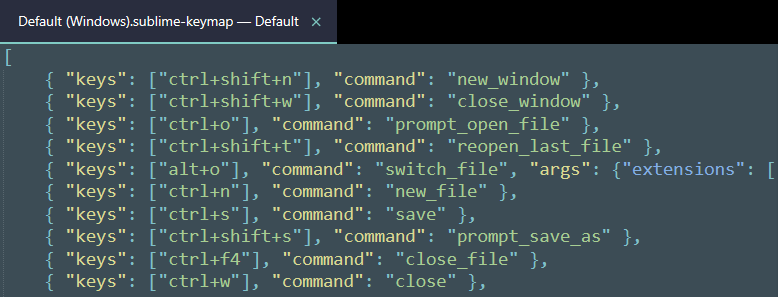 Default (Windows).sublime-keymap — Default ×
[
    { "keys": ["ctrl+shift+n"], "command": "new_window" },
    { "keys": ["ctrl+shift+w"], "command": "close_window" },
    { "keys": ["ctrl+o"], "command": "prompt_open_file" },
    { "keys": ["ctrl+shift+t"], "command": "reopen_last_file" },
    { "keys": ["alt+o"], "command": "switch_file", "args": {"extensions": [
    { "keys": ["ctrl+n"], "command": "new_file" },
    { "keys": ["ctrl+s"], "command": "save" },
    { "keys": ["ctrl+shift+s"], "command": "prompt_save_as" },
    { "keys": ["ctrl+f4"], "command": "close_file" },
    { "keys": ["ctrl+w"], "command": "close" },